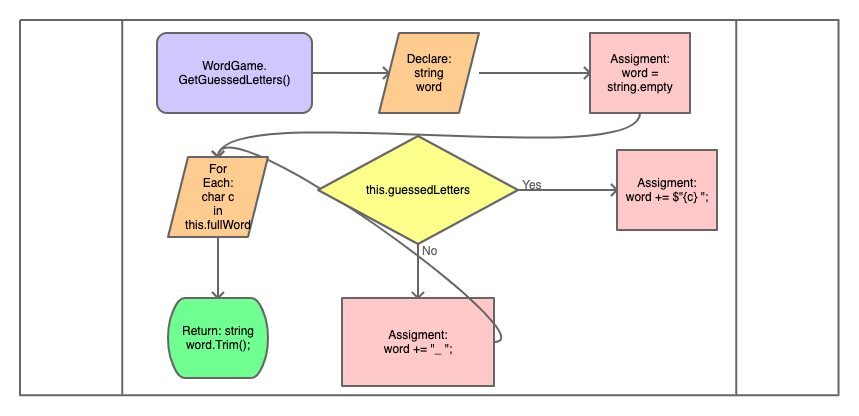 WordGame.
GetGuessedLetters()
Declare:
string
word
Assigment:
word =
string.empty
For
Each:
char c
in
this.fullWord
this.guessedLetters
Yes
Assigment:
word += $"{c} ";
No
Return: string
word.Trim();
Assigment:
word += "_ ";